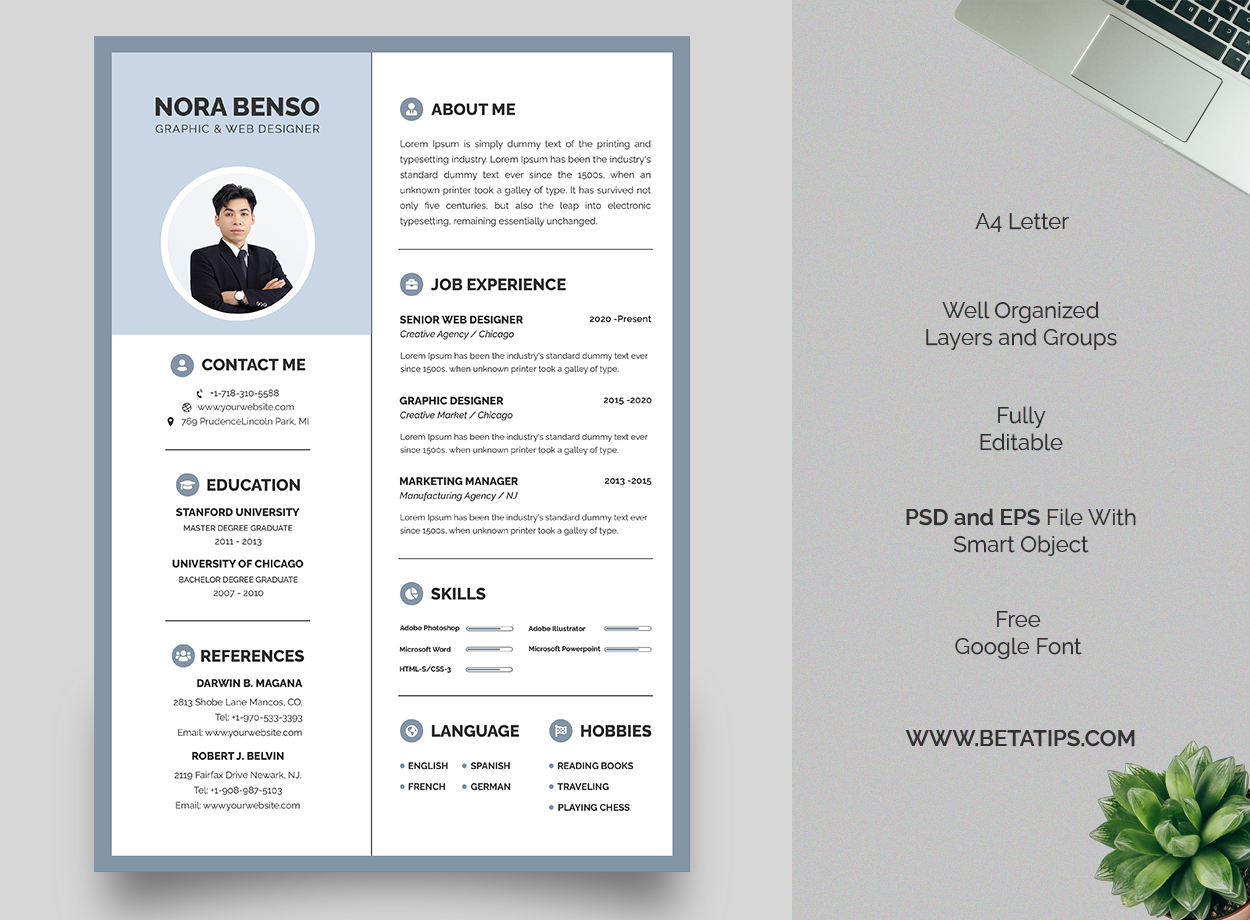 NORA BENSO
GRAPHIC & WEB DESIGNER
CONTACT ME
+1-718-310-5588
www.yourwebsite.com
769 PrudenceLincoln Park, MI
EDUCATION
STANFORD UNIVERSITY
MASTER DEGREE GRADUATE
2011 - 2013
UNIVERSITY OF CHICAGO
BACHELOR DEGREE GRADUATE
2007 - 2010
REFERENCES
DARWIN B. MAGANA
2813 Shobe Lane Mancos, CO.
Tel: +1-970-533-3393
Email: www.yourwebsite.com
ROBERT J. BELVIN
2119 Fairfax Drive Newark, NJ.
Tel: +1-908-987-5103
Email: www.yourwebsite.com
ABOUT ME
Lorem Ipsum is simply dummy text of the printing and
typesetting industry. Lorem Ipsum has been the industry's
standard dummy text ever since the 1500s, when an
unknown printer took a galley of type. It has survived not
only five centuries, but also the leap into electronic
typesetting, remaining essentially unchanged.
JOB EXPERIENCE
SENIOR WEB DESIGNER 2020 -Present
Creative Agency / Chicago
Lorem Ipsum has been the industry's standard dummy text ever
since 1500s, when unknown printer took a galley of type.
GRAPHIC DESIGNER 2015 -2020
Creative Market / Chicago
Lorem Ipsum has been the industry's standard dummy text ever
since 1500s, when unknown printer took a galley of type.
MARKETING MANAGER 2013 -2015
Manufacturing Agency / NJ
Lorem Ipsum has been the industry's standard dummy text ever
since 1500s, when unknown printer took a galley of type.
SKILLS
Adobe Photoshop Adobe Illustrator
Microsoft Word Microsoft Powerpoint
HTML-5/CSS-3
LANGUAGE
ENGLISH SPANISH
FRENCH GERMAN
HOBBIES
READING BOOKS
TRAVELING
PLAYING CHESS
A4 Letter
Well Organized
Layers and Groups
Fully
Editable
PSD and EPS File With
Smart Object
Free
Google Font
WWW.BETATIPS.COM